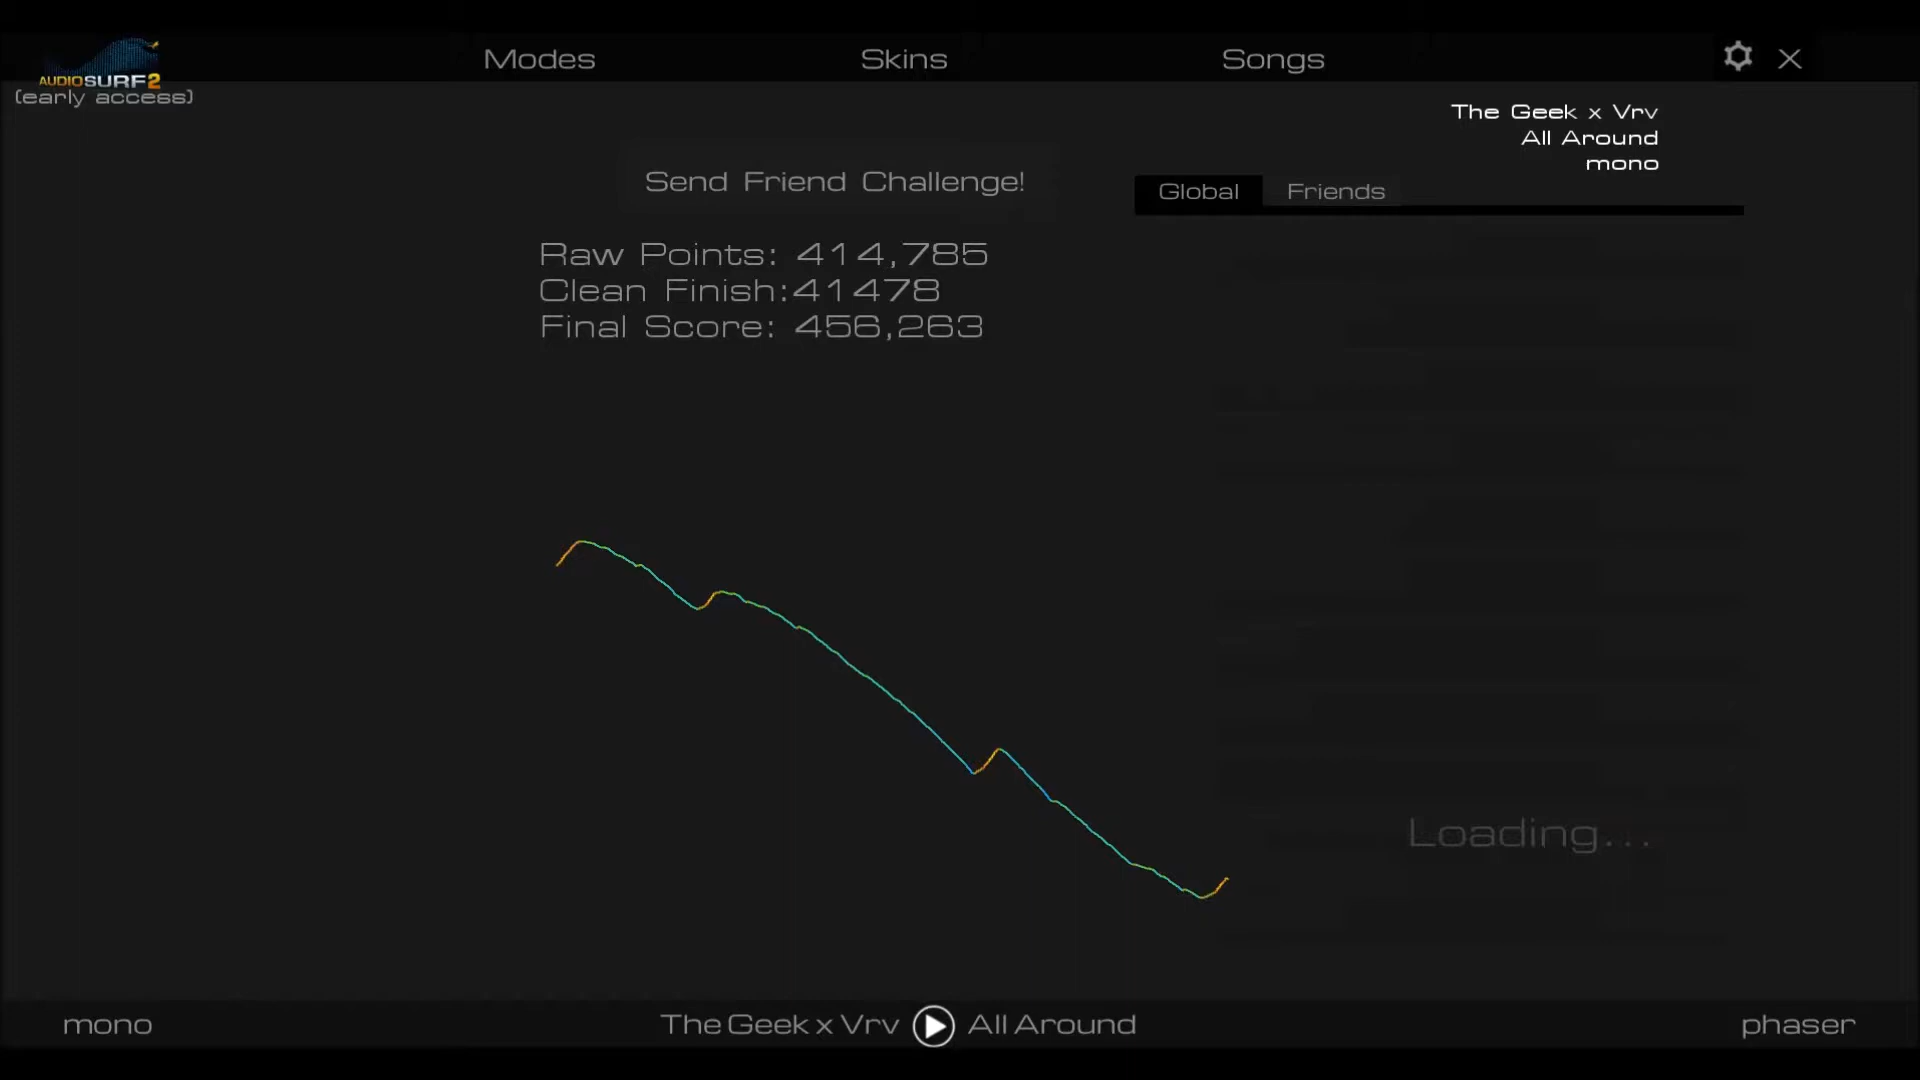 Modes Skins Songs
AUDIOSURF2
(early access)
The Geek x Vrv
All Around
mono
Send Friend Challenge!
Global Friends
Raw Points: 414,785
Clean Finish:41478
Final Score: 456,263
Loading...
mono The Geek x Vrv All Around phaser